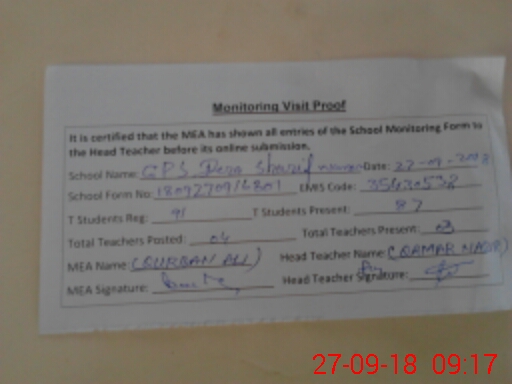 Monitoring Visit Proof
It is certified that the MEA has shown all entries of the School Monitoring Form to
the Head Teacher before its online submission.
School Name: GPS Dera Sharif Date: 27-09-2018
School Form No: EMIS Code:
T Students Reg: 91 T Students Present: 87
Total Teachers Posted: 04 Total Teachers Present: 03
MEA Name: (QURBAN ALI) Head Teacher Name: (QAMAR NASIR)
MEA Signature: Head Teacher Signature:
27-09-18 09:17